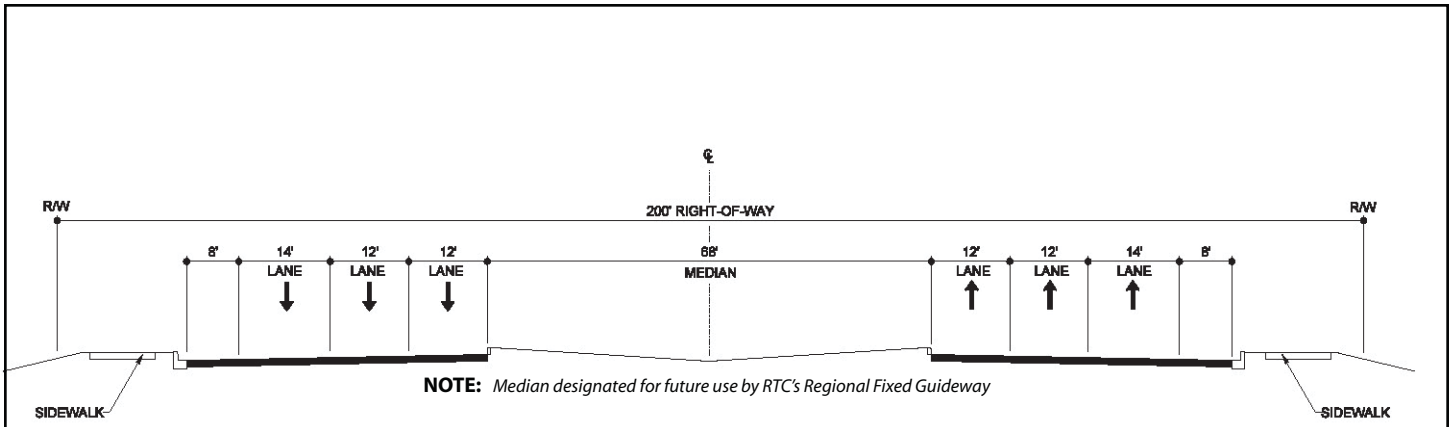 ℄
R/W
200' RIGHT-OF-WAY
R/W
8' 14' 12' 12' 68' 12' 12' 14' 8'
LANE LANE LANE MEDIAN LANE LANE LANE
NOTE: Median designated for future use by RTC's Regional Fixed Guideway
SIDEWALK
SIDEWALK